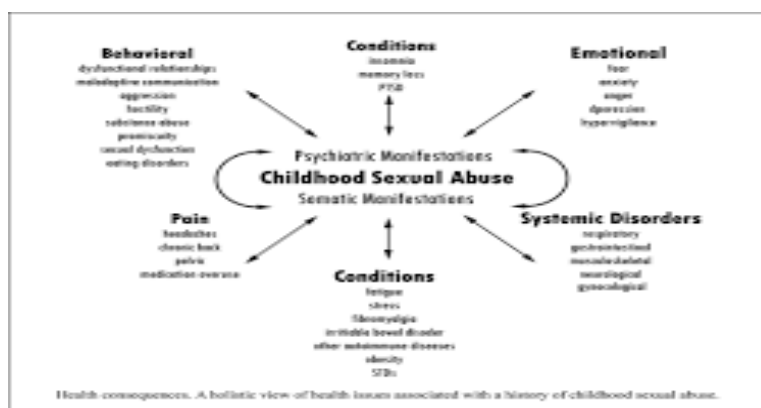 Behavioral
dysfunctional relationships
maladaptive communication
aggression
hostility
substance abuse
promiscuity
sexual dysfunction
eating disorders
Conditions
insomnia
memory loss
PTSD
Emotional
fear
anxiety
anger
dpression
hypervigilance
Psychiatric Manifestations
Childhood Sexual Abuse
Sematic Manifestations
Pain
headaches
chronic back
pelvic
medication overuse
Conditions
fatigue
stress
fibromyalgia
irritiable bowel disorder
other autoimmune diseases
obesity
STDs
Systemic Disorders
respiratory
gastrointestinal
musculoskeletal
neurological
gynecological
Health consequences. A holistic view of health issues associated with a history of childhood sexual abuse.